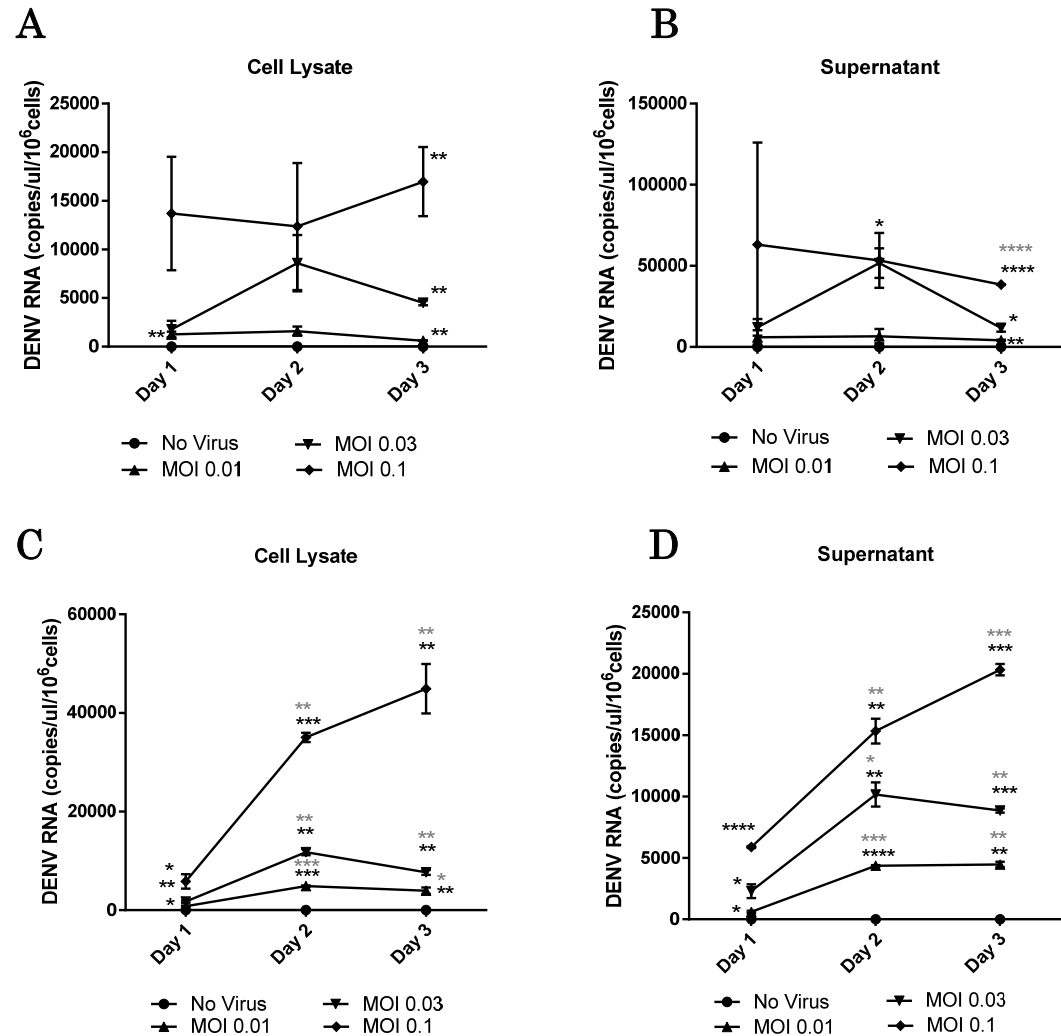 A
Cell Lysate
DENV RNA (copies/ul/10⁶cells)
25000
20000
15000
10000
5000
0
**
**
**
**
Day 1
Day 2
Day 3
No Virus
MOI 0.03
MOI 0.01
MOI 0.1
B
Supernatant
DENV RNA (copies/ul/10⁶cells)
150000
100000
50000
0
*
****
****
*
**
Day 1
Day 2
Day 3
No Virus
MOI 0.03
MOI 0.01
MOI 0.1
C
Cell Lysate
DENV RNA (copies/ul/10⁶cells)
60000
40000
20000
0
**
**
**
***
**
**
***
***
**
**
*
**
*
**
*
Day 1
Day 2
Day 3
No Virus
MOI 0.03
MOI 0.01
MOI 0.1
D
Supernatant
DENV RNA (copies/ul/10⁶cells)
25000
20000
15000
10000
5000
0
***
***
**
**
*
**
**
***
****
***
****
**
**
*
*
Day 1
Day 2
Day 3
No Virus
MOI 0.03
MOI 0.01
MOI 0.1